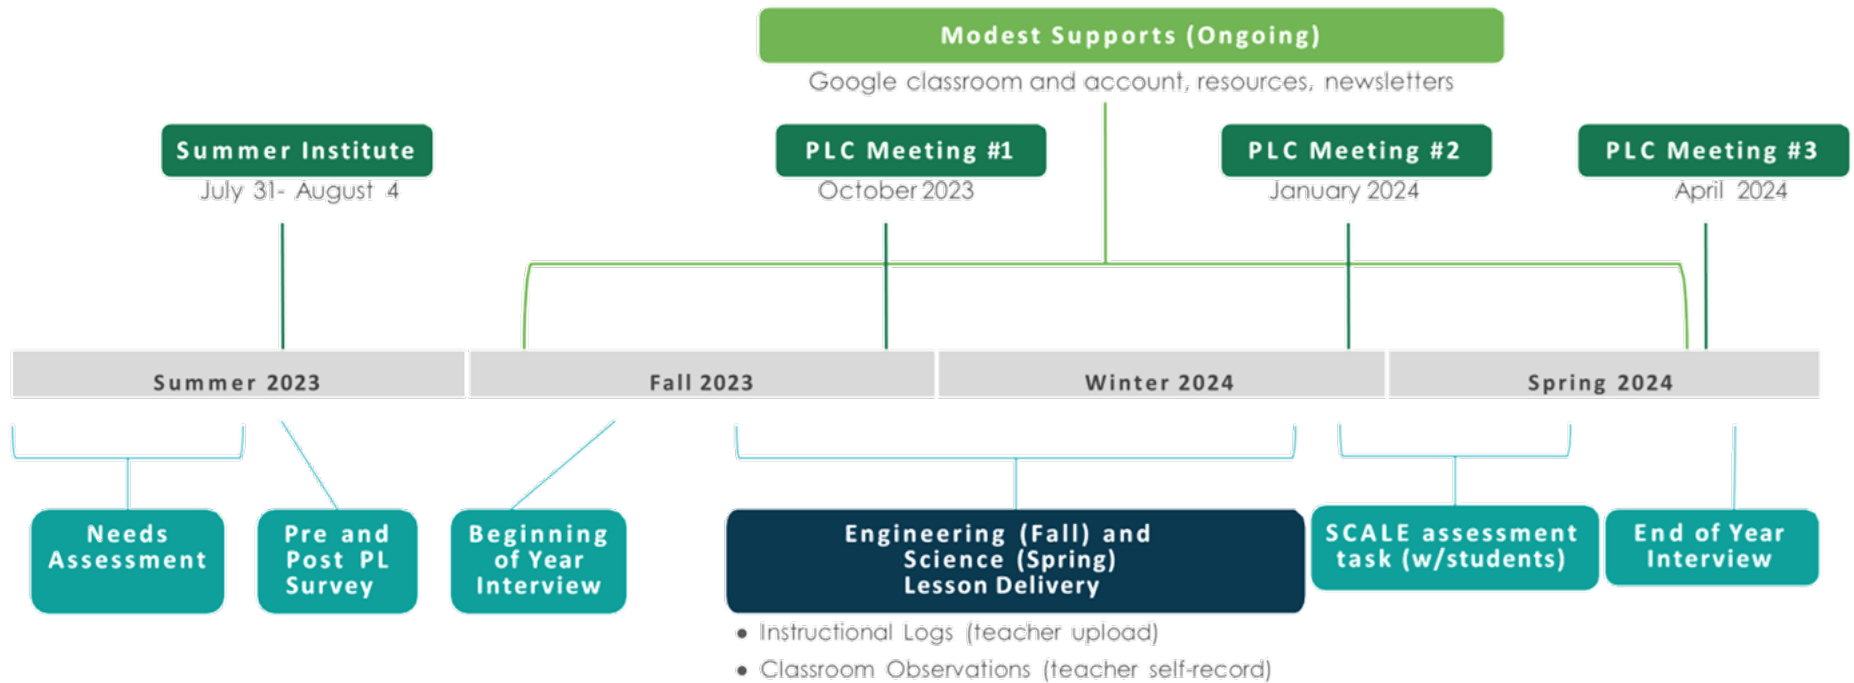 Modest Supports (Ongoing)
Google classroom and account, resources, newsletters
Summer Institute
July 31- August 4
PLC Meeting #1
October 2023
PLC Meeting #2
January 2024
PLC Meeting #3
April 2024
Summer 2023
Fall 2023
Winter 2024
Spring 2024
Needs
Assessment
Pre and
Post PL
Survey
Beginning
of Year
Interview
Engineering (Fall) and
Science (Spring)
Lesson Delivery
• Instructional Logs (teacher upload)
• Classroom Observations (teacher self-record)
SCALE assessment
task (w/students)
End of Year
Interview